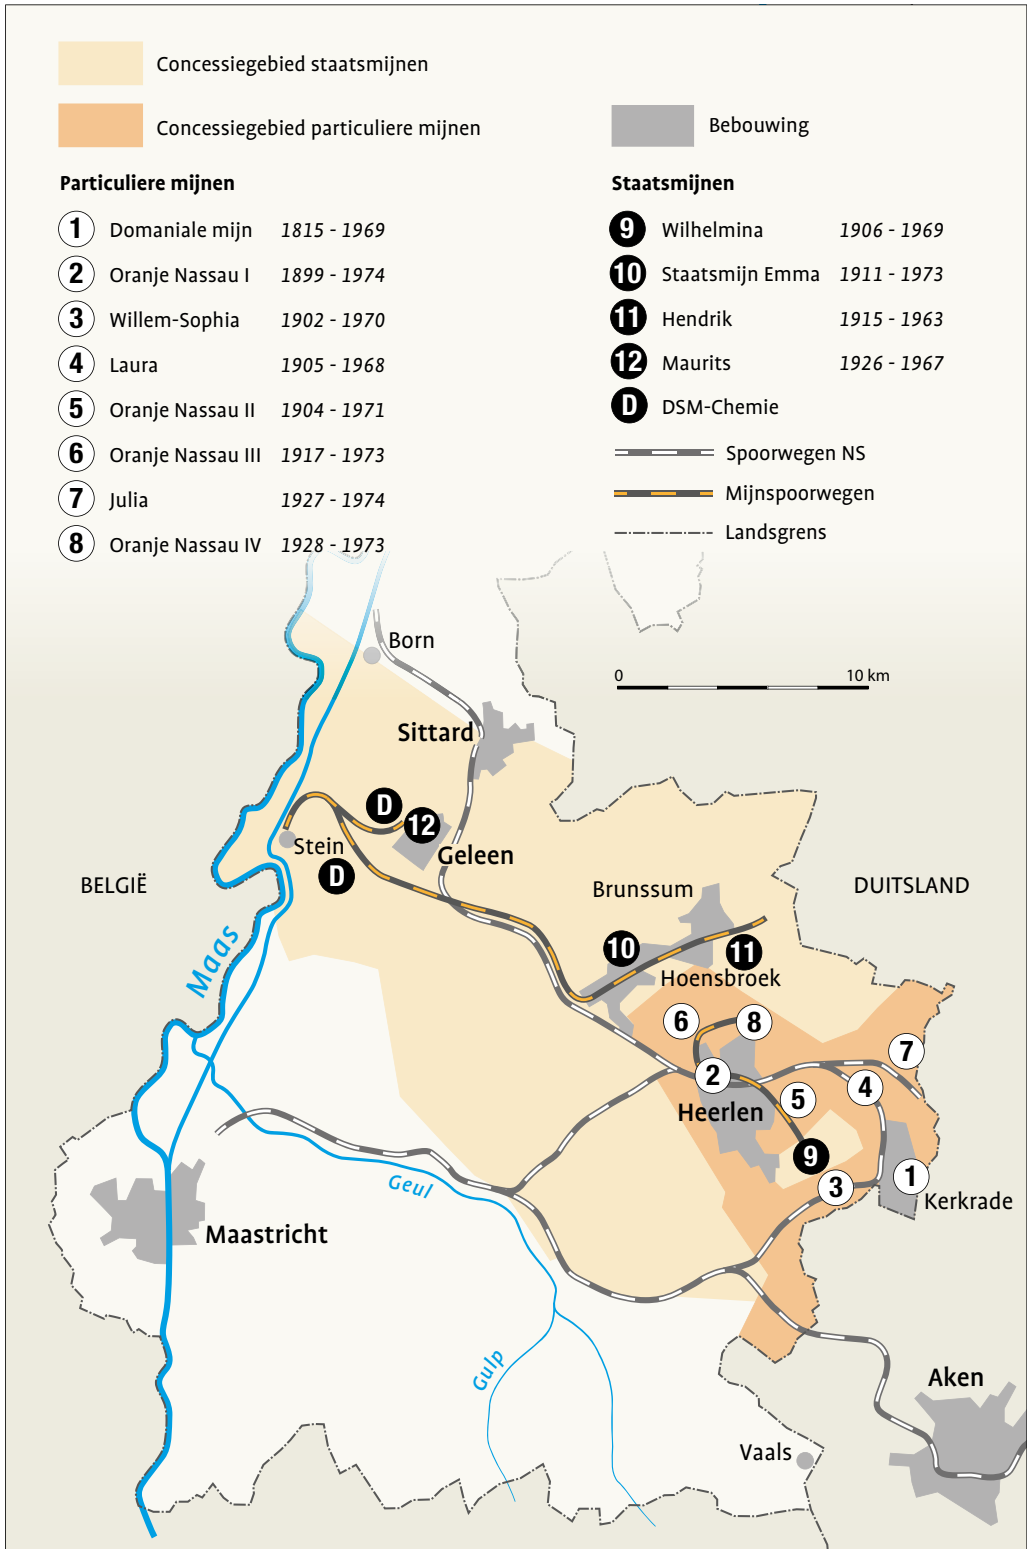 Concessiegebied staatsmijnen
Concessiegebied particuliere mijnen
Bebouwing
Particuliere mijnen
1 Domaniale mijn 1815 - 1969
2 Oranje Nassau I 1899 - 1974
3 Willem-Sophia 1902 - 1970
4 Laura 1905 - 1968
5 Oranje Nassau II 1904 - 1971
6 Oranje Nassau III 1917 - 1973
7 Julia 1927 - 1974
8 Oranje Nassau IV 1928 - 1973
Staatsmijnen
9 Wilhelmina 1906 - 1969
10 Staatsmijn Emma 1911 - 1973
11 Hendrik 1915 - 1963
12 Maurits 1926 - 1967
D DSM-Chemie
Spoorwegen NS
Mijnspoorwegen
Landsgrens
Born
0 10 km
Sittard
D
12
Stein
Geleen
D
BELGIË
Brunssum
DUITSLAND
Maas
10
11
Hoensbroek
6
8
7
2
4
5
Heerlen
9
1
3
Geul
Kerkrade
Maastricht
Gulp
Aken
Vaals